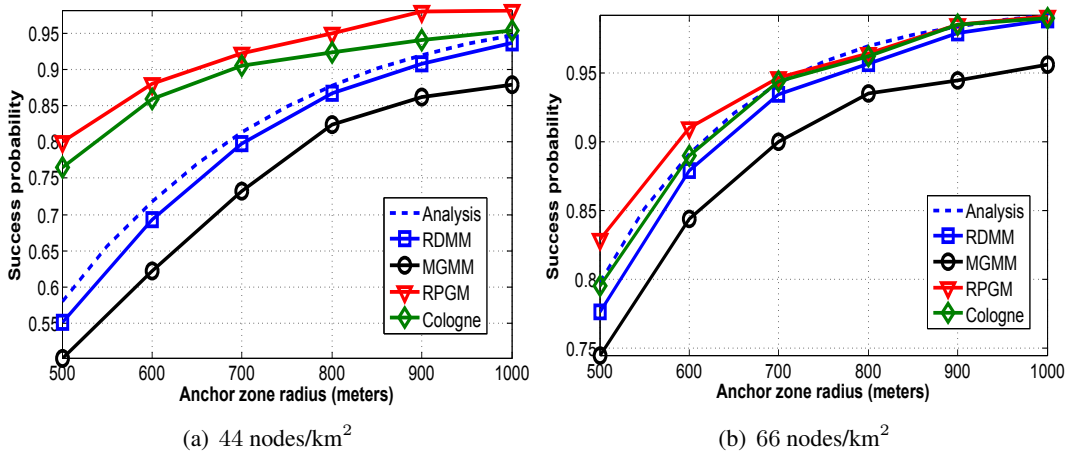 Success probability
0.95
0.9
0.85
0.8
0.75
0.7
0.65
0.6
0.55
500
600
700
800
900
1000
Anchor zone radius (meters)
Analysis
RDMM
MGMM
RPGM
Cologne
(a) 44 nodes/km²
Success probability
0.95
0.9
0.85
0.8
0.75
500
600
700
800
900
1000
Anchor zone radius (meters)
Analysis
RDMM
MGMM
RPGM
Cologne
(b) 66 nodes/km²